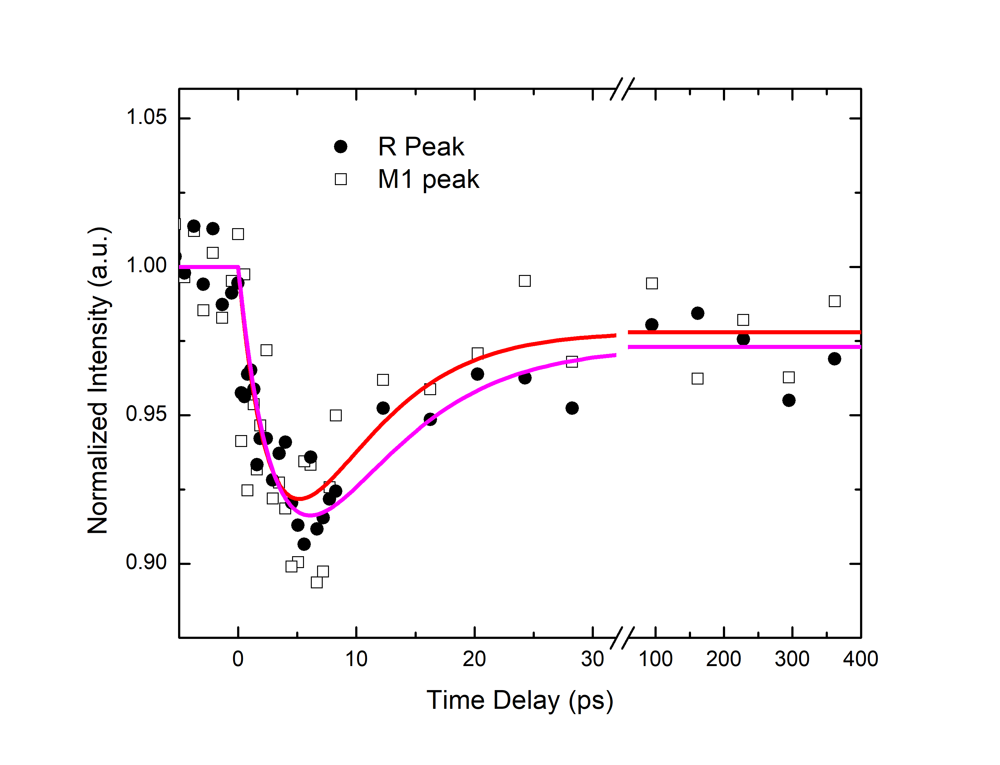 1.05
1.00
0.95
0.90
Normalized Intensity (a.u.)
R Peak
M1 peak
0 10 20 30 100 200 300 400
Time Delay (ps)